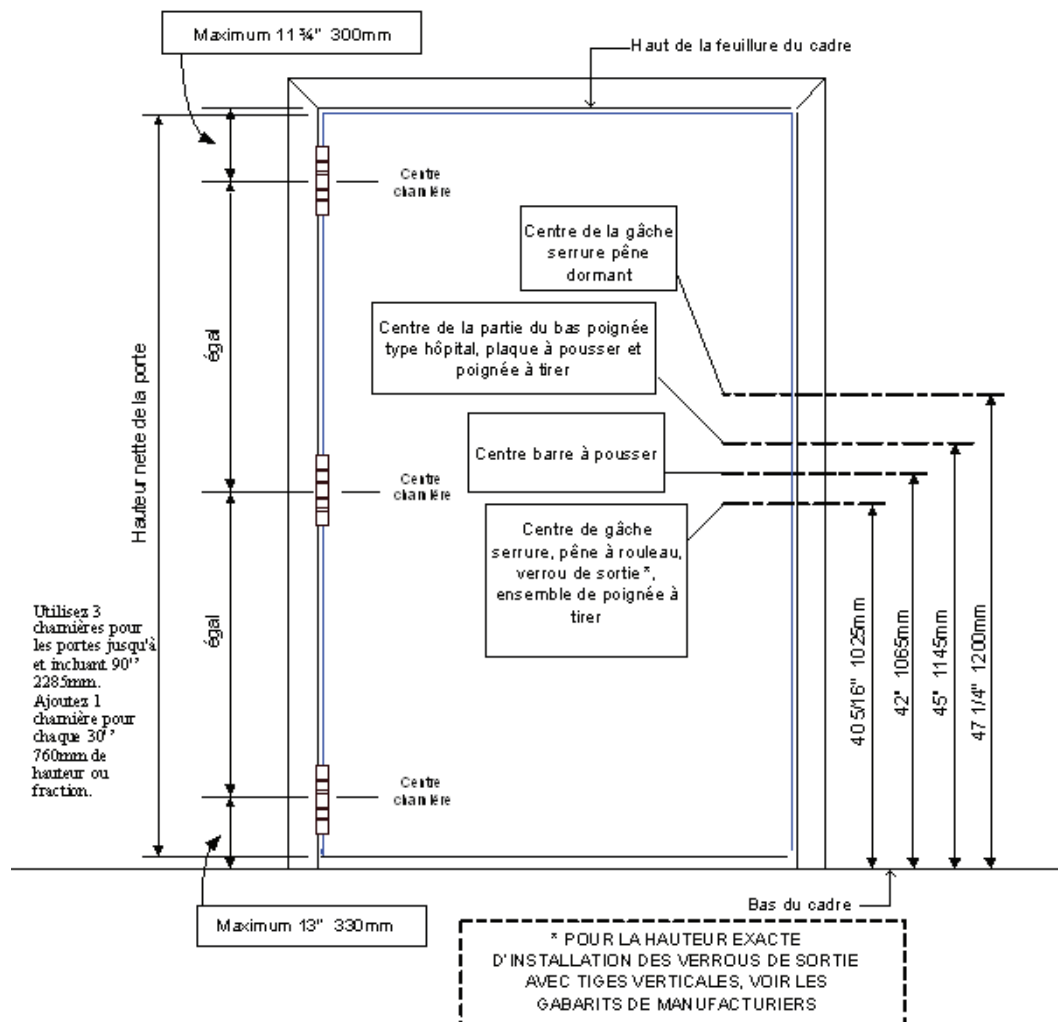 Maximum 11 ¾" 300mm
Haut de la feuillure du cadre
Centre
charnière
Centre de la gâche
serrure pêne
dormant
Centre de la partie du bas poignée
type hôpital, plaque à pousser et
poignée à tirer
égal
Hauteur nette de la porte
Centre barre à pousser
Centre
charnière
Centre de gâche
serrure, pêne à rouleau,
verrou de sortie*,
ensemble de poignée à
tirer
égal
Utilisez 3
charnières pour
les portes jusqu'à
et incluant 90''
2285mm.
Ajoutez 1
charnière pour
chaque 30''
760mm de
hauteur ou
fraction.
40 5/16" 1025mm
42" 1065mm
45" 1145mm
47 1/4" 1200mm
Centre
charnière
Bas du cadre
Maximum 13" 330mm
* POUR LA HAUTEUR EXACTE
D'INSTALLATION DES VERROUS DE SORTIE
AVEC TIGES VERTICALES, VOIR LES
GABARITS DE MANUFACTURIERS